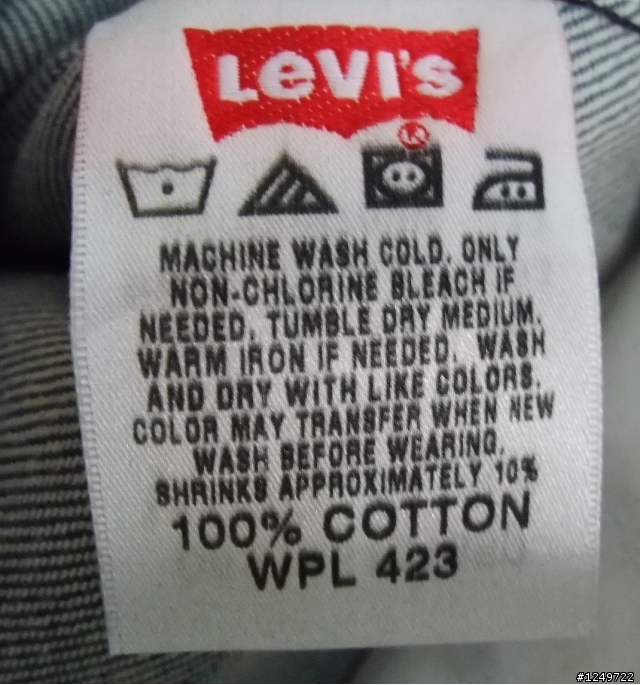 Levi's
MACHINE WASH COLD. ONLY
NON-CHLORINE BLEACH IF
NEEDED. TUMBLE DRY MEDIUM.
WARM IRON IF NEEDED. WASH
AND DRY WITH LIKE COLORS.
COLOR MAY TRANSFER WHEN NEW
WASH BEFORE WEARING.
SHRINKS APPROXIMATELY 10%
100% COTTON
WPL 423
#1249722